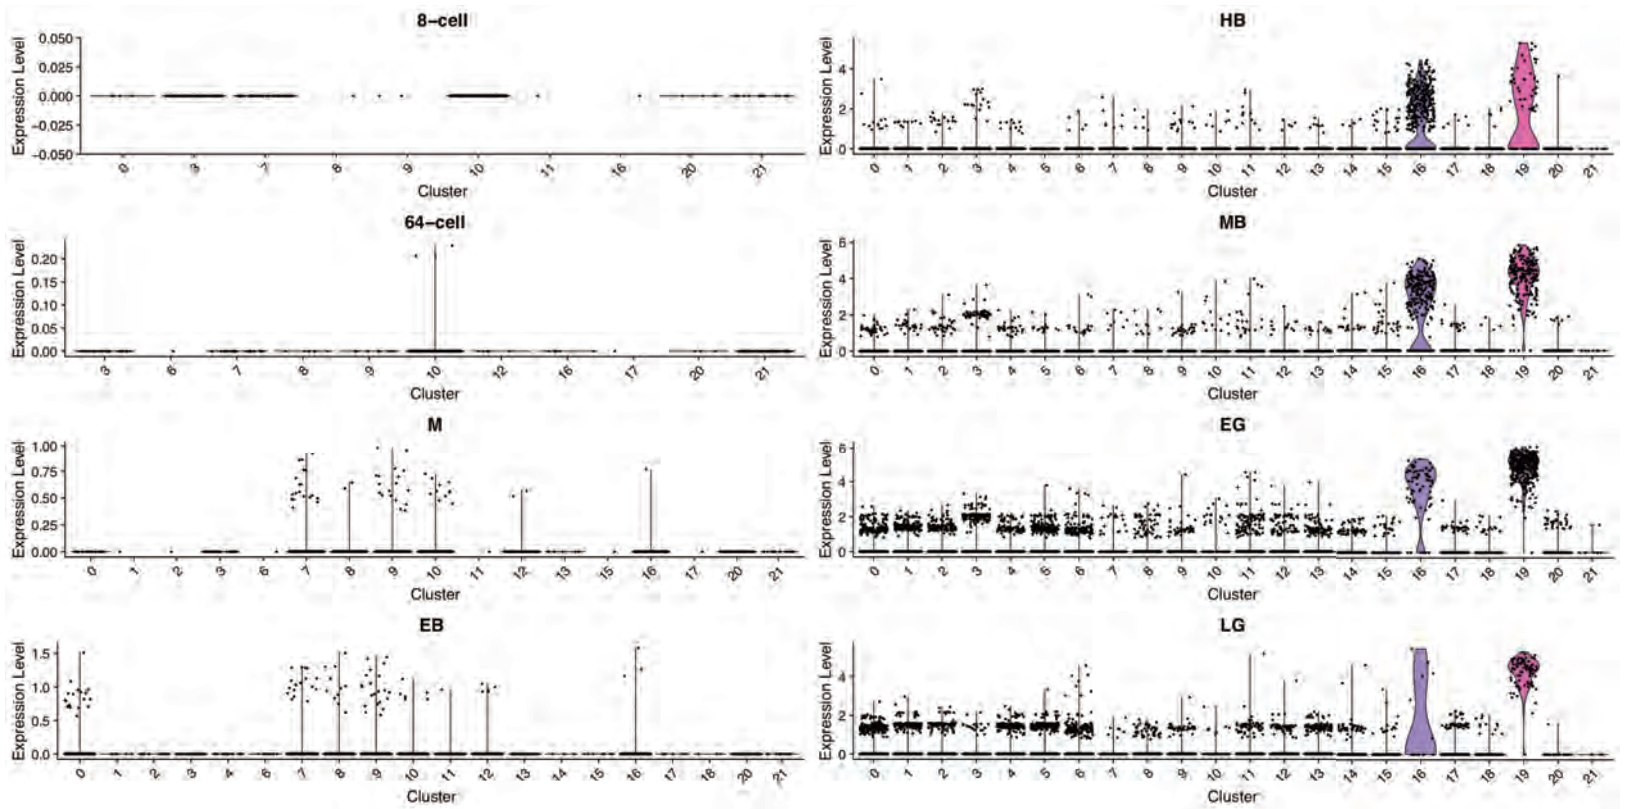 8-cell
Expression Level
0.050
0.025
0.000
-0.025
-0.050
0 3 7 8 9 10 11 16 20 21
Cluster
64-cell
Expression Level
0.20
0.15
0.10
0.05
0.00
3 6 7 8 9 10 12 16 17 20 21
Cluster
M
Expression Level
1.00
0.75
0.50
0.25
0.00
0 1 2 3 6 7 8 9 10 11 12 13 15 16 17 20 21
Cluster
EB
Expression Level
1.5
1.0
0.5
0.0
0 1 2 3 4 6 7 8 9 10 11 12 13 14 15 16 17 18 20 21
Cluster
HB
Expression Level
4
2
0
0 1 2 3 4 5 6 7 8 9 10 11 12 13 14 15 16 17 18 19 20 21
Cluster
MB
Expression Level
6
4
2
0
0 1 2 3 4 5 6 7 8 9 10 11 12 13 14 15 16 17 18 19 20 21
Cluster
EG
Expression Level
6
4
2
0
0 1 2 3 4 5 6 7 8 9 10 11 12 13 14 15 16 17 18 19 20 21
Cluster
LG
Expression Level
4
2
0
0 1 2 3 4 5 6 7 8 9 10 11 12 13 14 15 16 17 18 19 20 21
Cluster